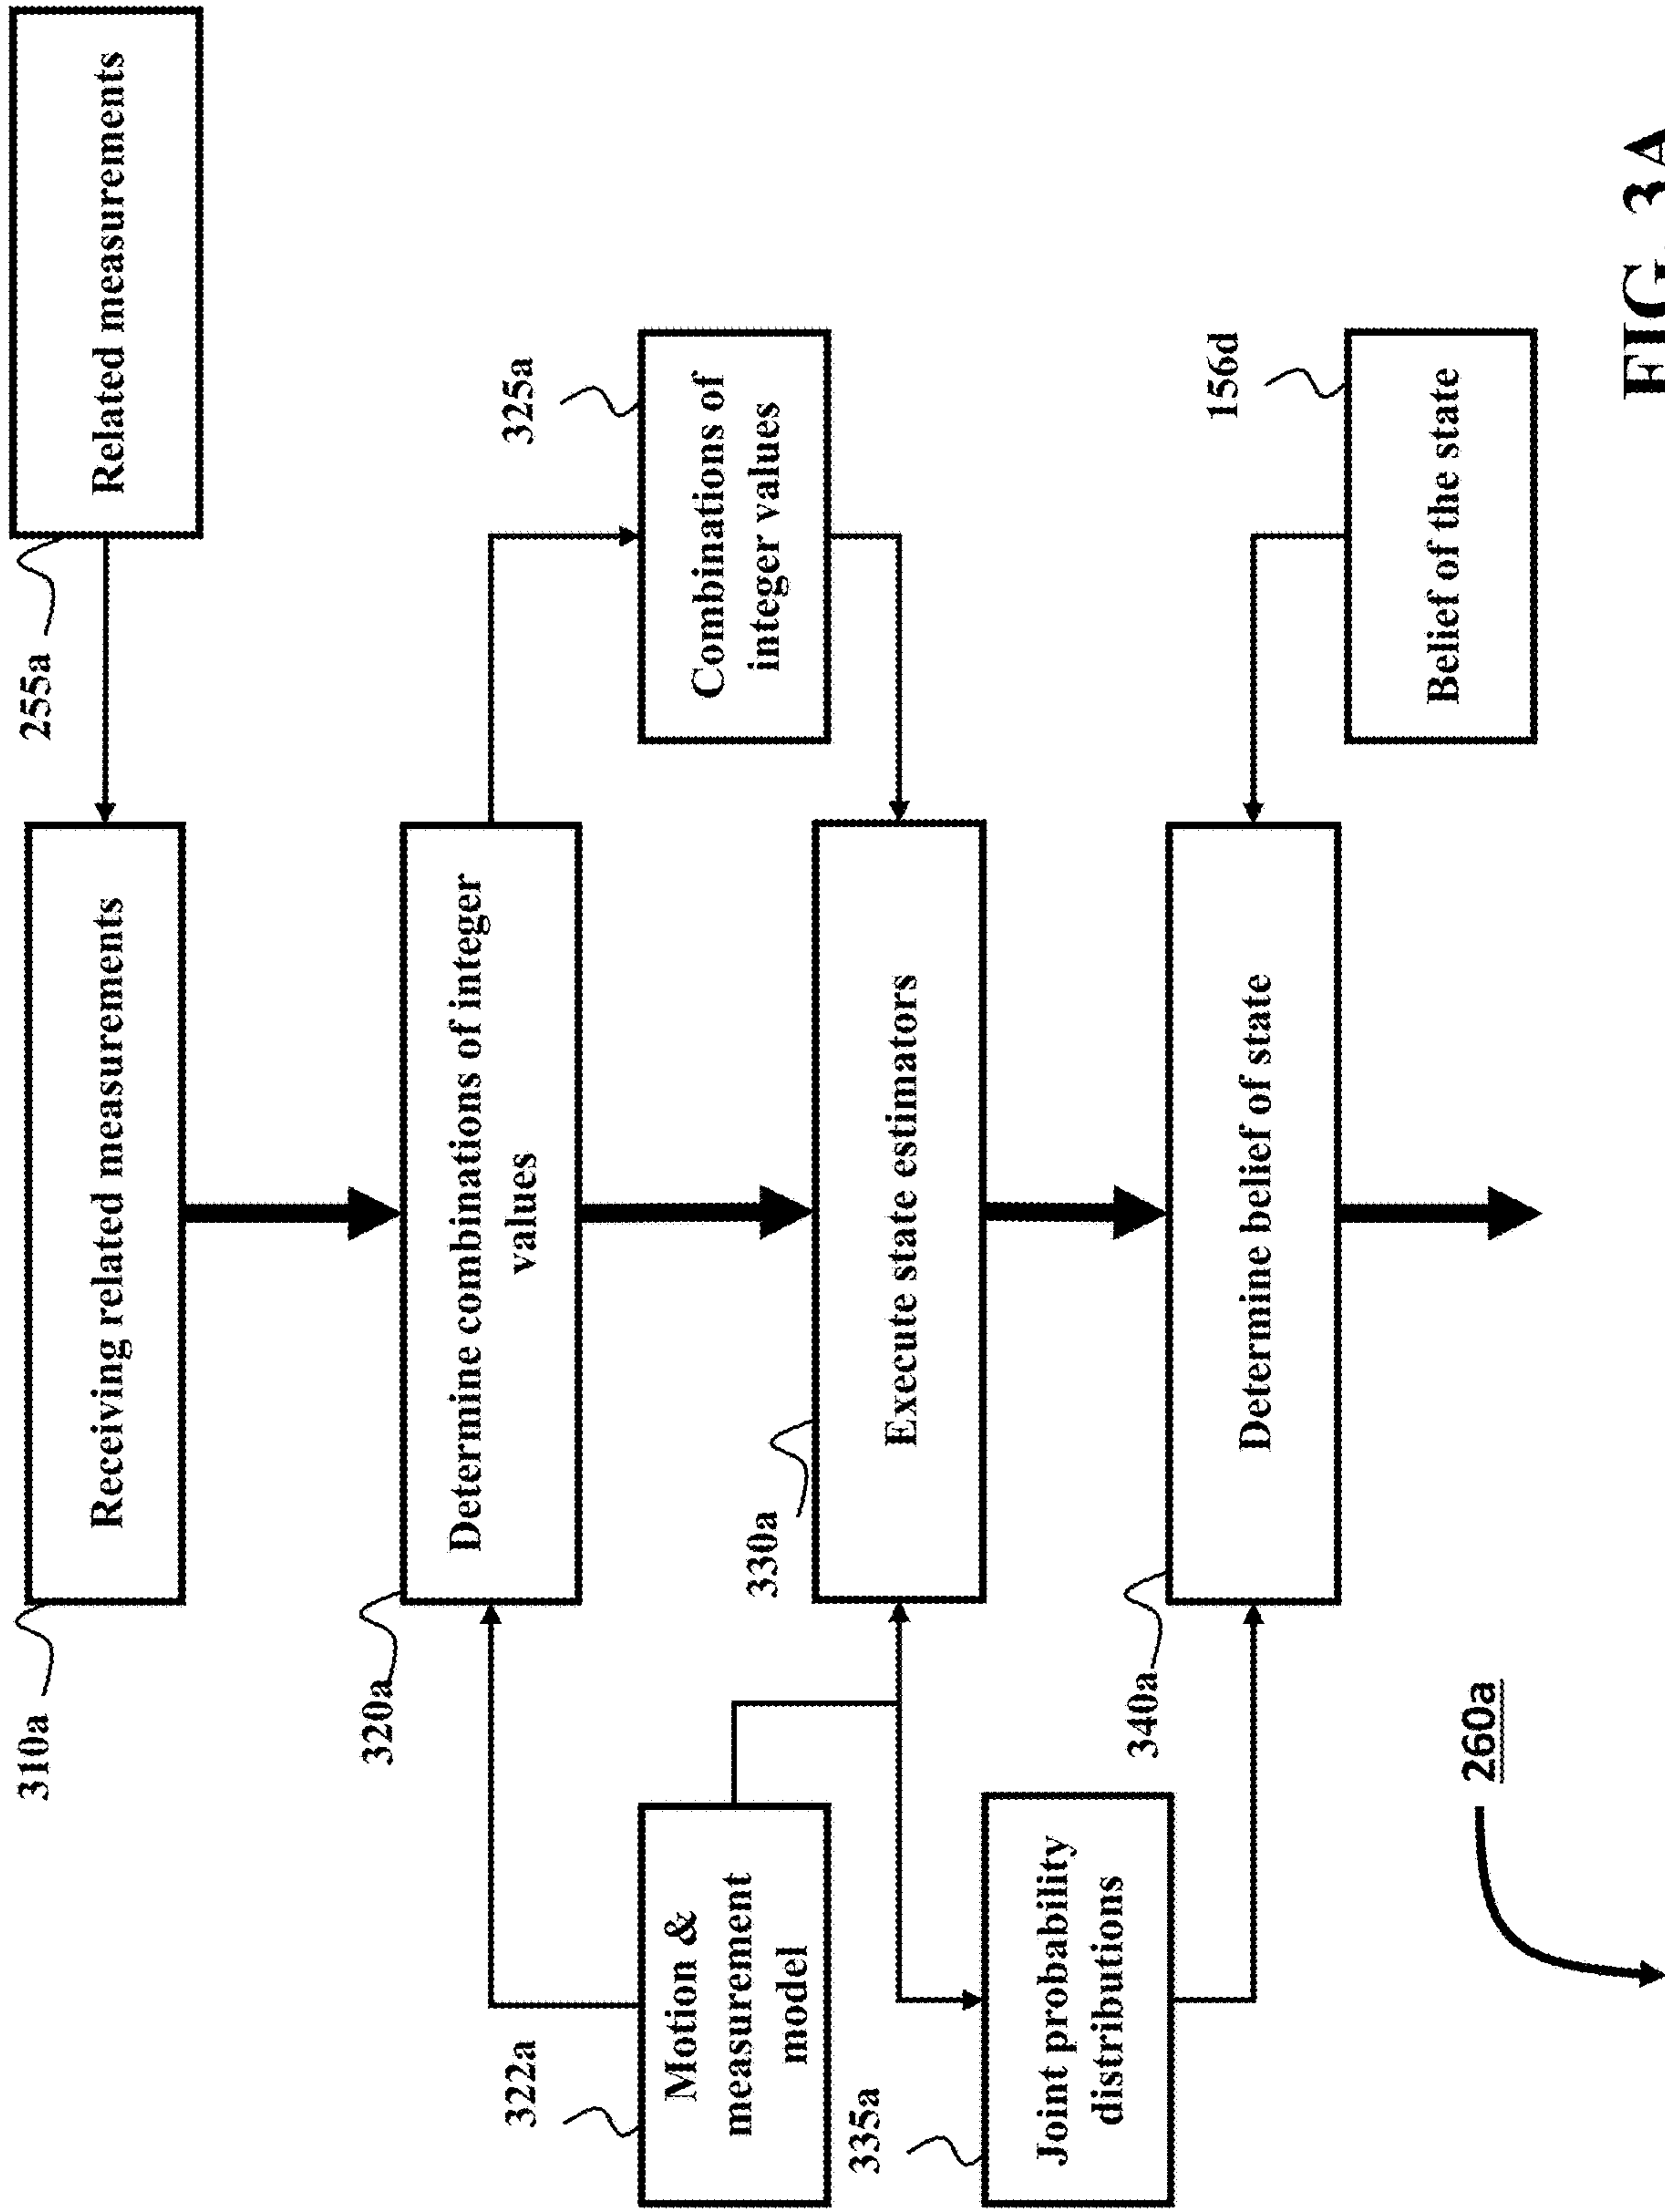 310a
Receiving related measurements
255a
Related measurements
320a
Determine combinations of integer
values
322a
Motion &
measurement
model
325a
Combinations of
integer values
330a
Execute state estimators
335a
Joint probability
distributions
340a
Determine belief of state
156d
Belief of the state
260a
FIG. 3A